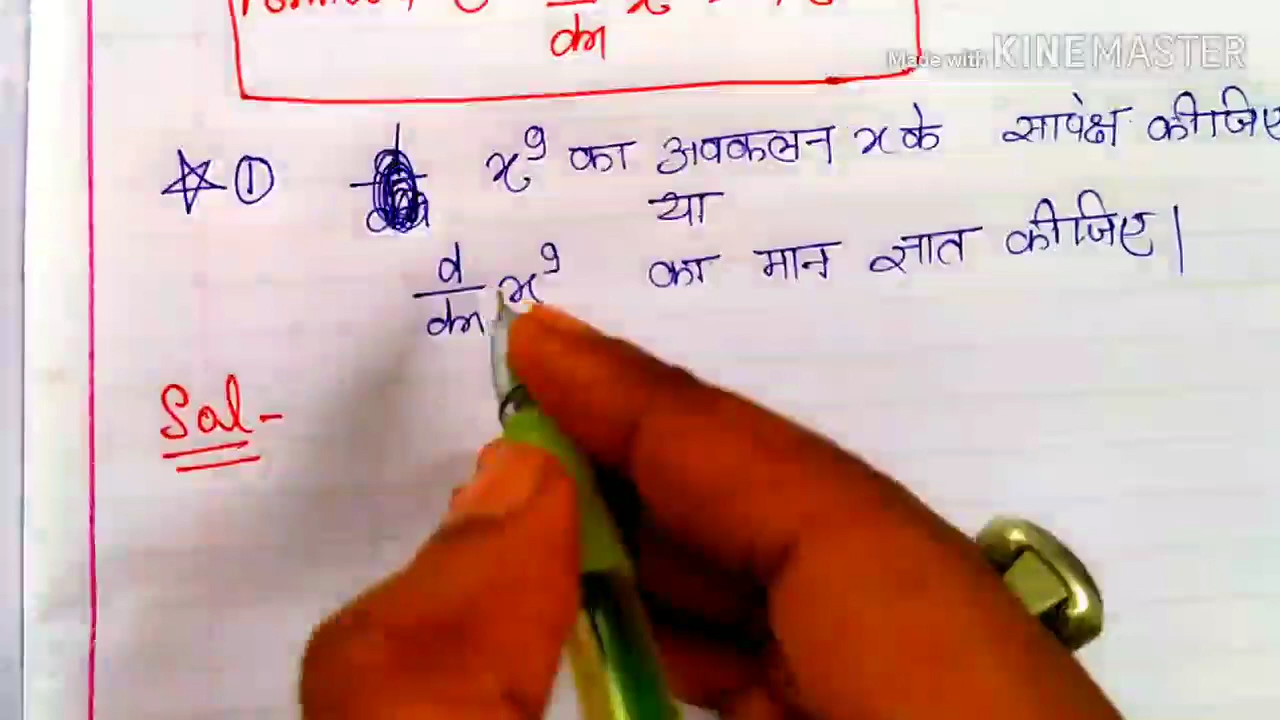 dx
Made with KINEMASTER
① x⁹ का अवकलन x के सापेक्ष कीजिए
या
d/dx x⁹ का मान ज्ञात कीजिए।
Sol-